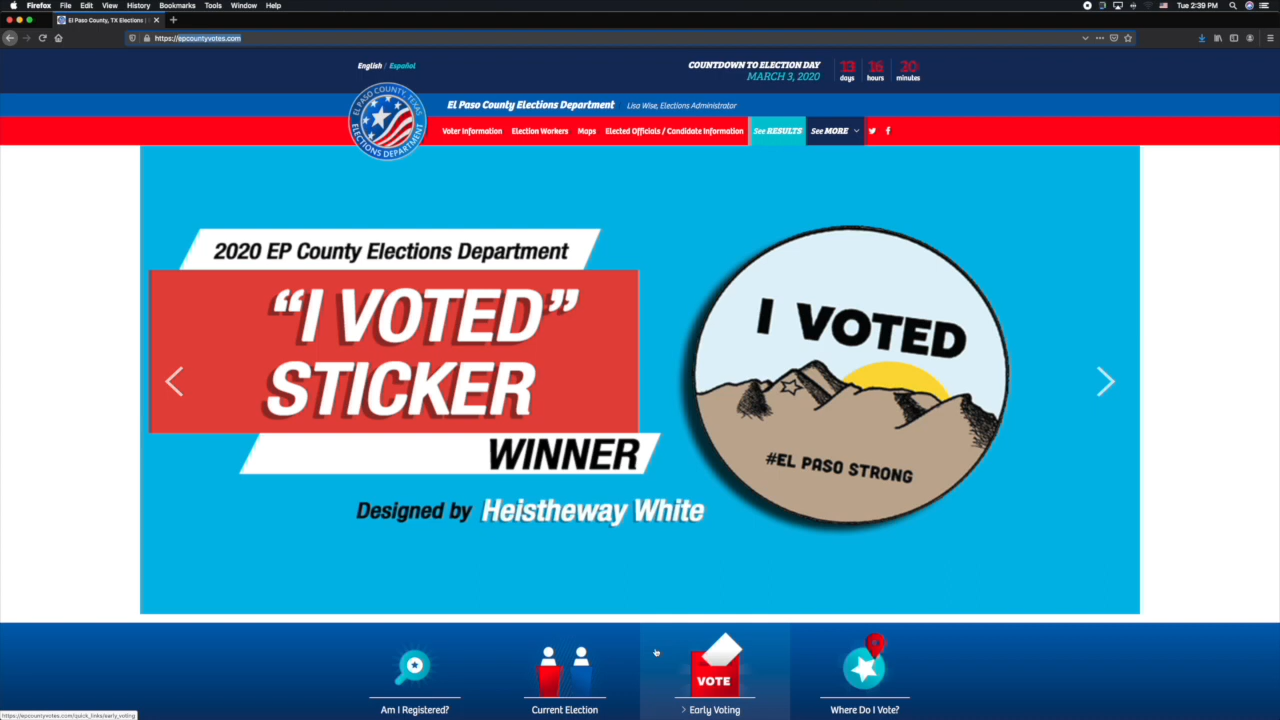 Firefox File Edit View History Bookmarks Tools Window Help
Tue 2:39 PM
El Paso County, TX Elections |
https://epcountyvotes.com
English / Español
COUNTDOWN TO ELECTION DAY
MARCH 3, 2020
13 days
16 hours
20 minutes
EL PASO COUNTY, TEXAS
ELECTIONS DEPARTMENT
El Paso County Elections Department
Lisa Wise, Elections Administrator
Voter Information Election Workers Maps Elected Officials / Candidate Information See RESULTS See MORE
2020 EP County Elections Department
“I VOTED”
STICKER
WINNER
Designed by Heistheway White
I VOTED
#EL PASO STRONG
VOTE
Am I Registered? Current Election > Early Voting Where Do I Vote?
https://epcountyvotes.com/quick_links/early_voting